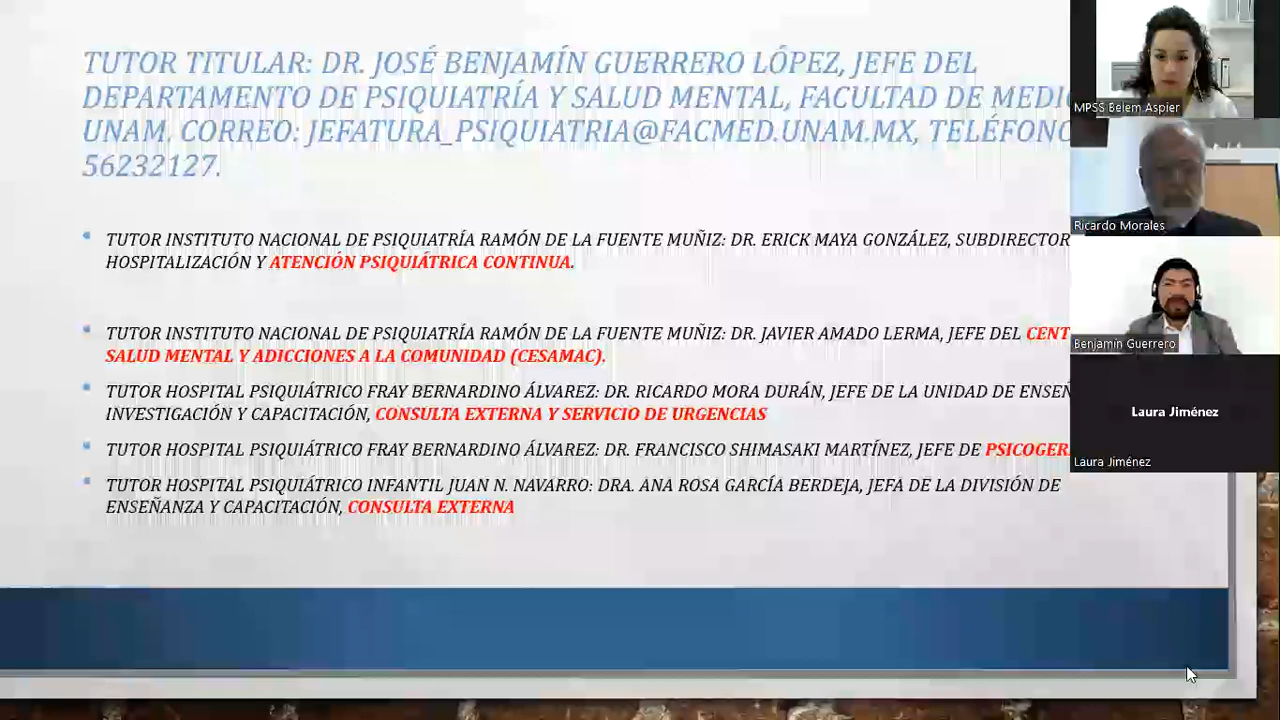 TUTOR TITULAR: DR. JOSÉ BENJAMÍN GUERRERO LÓPEZ, JEFE DEL
DEPARTAMENTO DE PSIQUIATRÍA Y SALUD MENTAL, FACULTAD DE MEDIC
UNAM. CORREO: JEFATURA_PSIQUIATRIA@FACMED.UNAM.MX, TELÉFONO
56232127.
TUTOR INSTITUTO NACIONAL DE PSIQUIATRÍA RAMÓN DE LA FUENTE MUÑIZ: DR. ERICK MAYA GONZÁLEZ, SUBDIRECTOR
HOSPITALIZACIÓN Y ATENCIÓN PSIQUIÁTRICA CONTINUA.
TUTOR INSTITUTO NACIONAL DE PSIQUIATRÍA RAMÓN DE LA FUENTE MUÑIZ: DR. JAVIER AMADO LERMA, JEFE DEL CENT
SALUD MENTAL Y ADICCIONES A LA COMUNIDAD (CESAMAC).
TUTOR HOSPITAL PSIQUIÁTRICO FRAY BERNARDINO ÁLVAREZ: DR. RICARDO MORA DURÁN, JEFE DE LA UNIDAD DE ENSEÑ
INVESTIGACIÓN Y CAPACITACIÓN, CONSULTA EXTERNA Y SERVICIO DE URGENCIAS
TUTOR HOSPITAL PSIQUIÁTRICO FRAY BERNARDINO ÁLVAREZ: DR. FRANCISCO SHIMASAKI MARTÍNEZ, JEFE DE PSICOGER
TUTOR HOSPITAL PSIQUIÁTRICO INFANTIL JUAN N. NAVARRO: DRA. ANA ROSA GARCÍA BERDEJA, JEFA DE LA DIVISIÓN DE
ENSEÑANZA Y CAPACITACIÓN, CONSULTA EXTERNA
MPSS Belem Aspier
Ricardo Morales
Benjamín Guerrero
Laura Jiménez
Laura Jiménez